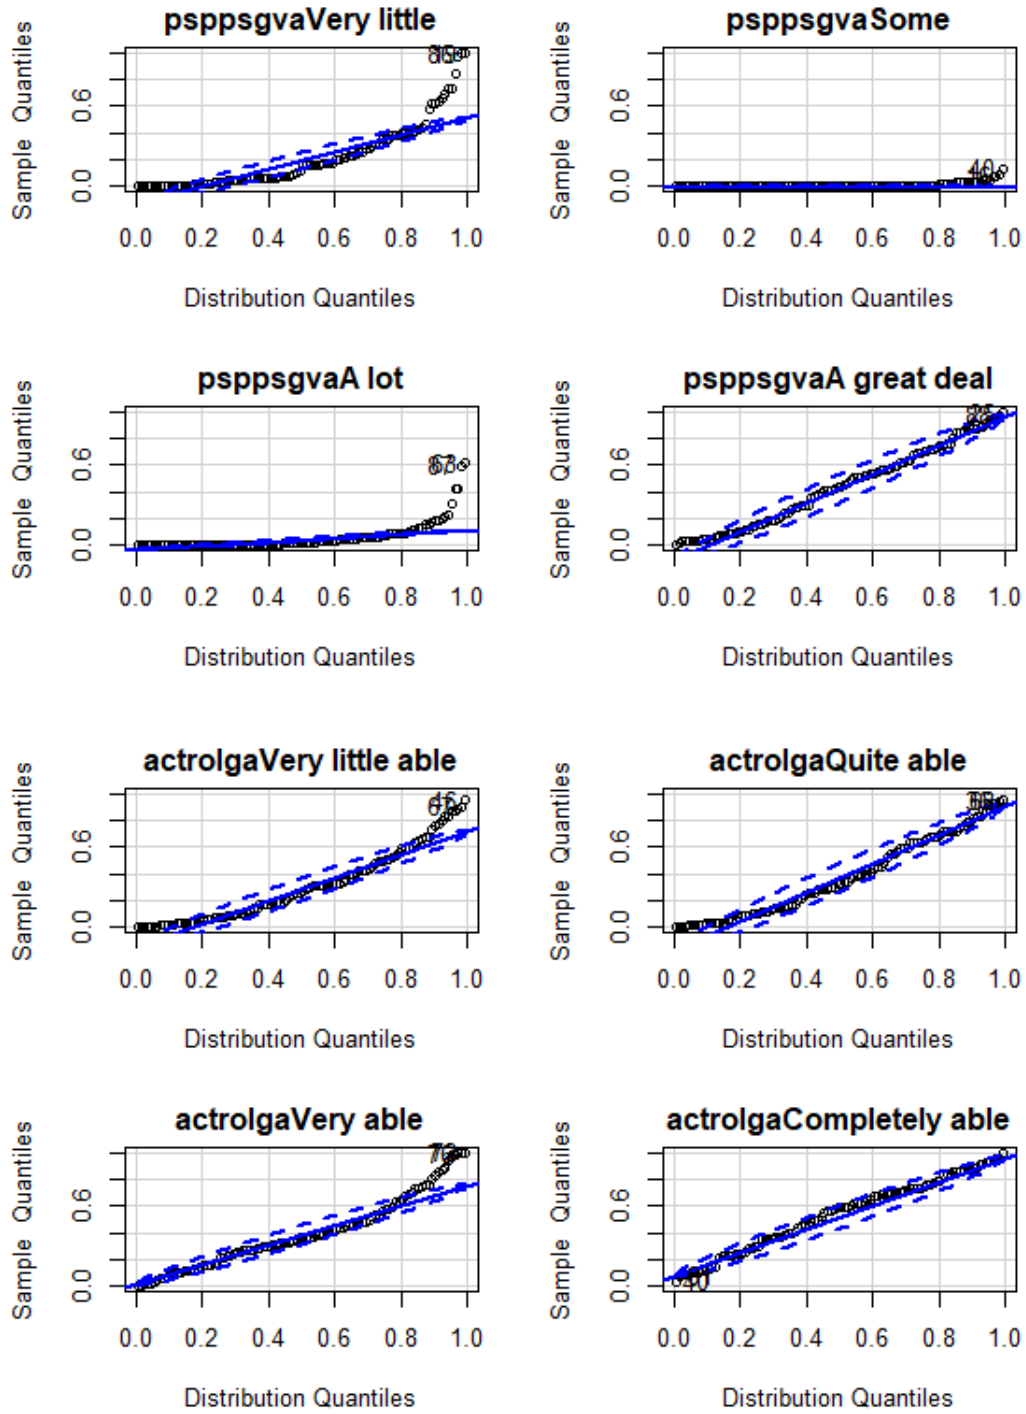 psppsgvaVery little
psppsgvaSome
Sample Quantiles
0.0 0.6
0.0 0.2 0.4 0.6 0.8 1.0
Distribution Quantiles
Sample Quantiles
0.0 0.6
40
0.0 0.2 0.4 0.6 0.8 1.0
Distribution Quantiles
psppsgvaA lot
psppsgvaA great deal
Sample Quantiles
0.0 0.6
0.0 0.2 0.4 0.6 0.8 1.0
Distribution Quantiles
Sample Quantiles
0.0 0.6
0.0 0.2 0.4 0.6 0.8 1.0
Distribution Quantiles
actrolgaVery little able
actrolgaQuite able
Sample Quantiles
0.0 0.6
0.0 0.2 0.4 0.6 0.8 1.0
Distribution Quantiles
Sample Quantiles
0.0 0.6
0.0 0.2 0.4 0.6 0.8 1.0
Distribution Quantiles
actrolgaVery able
actrolgaCompletely able
Sample Quantiles
0.0 0.6
0.0 0.2 0.4 0.6 0.8 1.0
Distribution Quantiles
Sample Quantiles
0.0 0.6
0.0 0.2 0.4 0.6 0.8 1.0
Distribution Quantiles